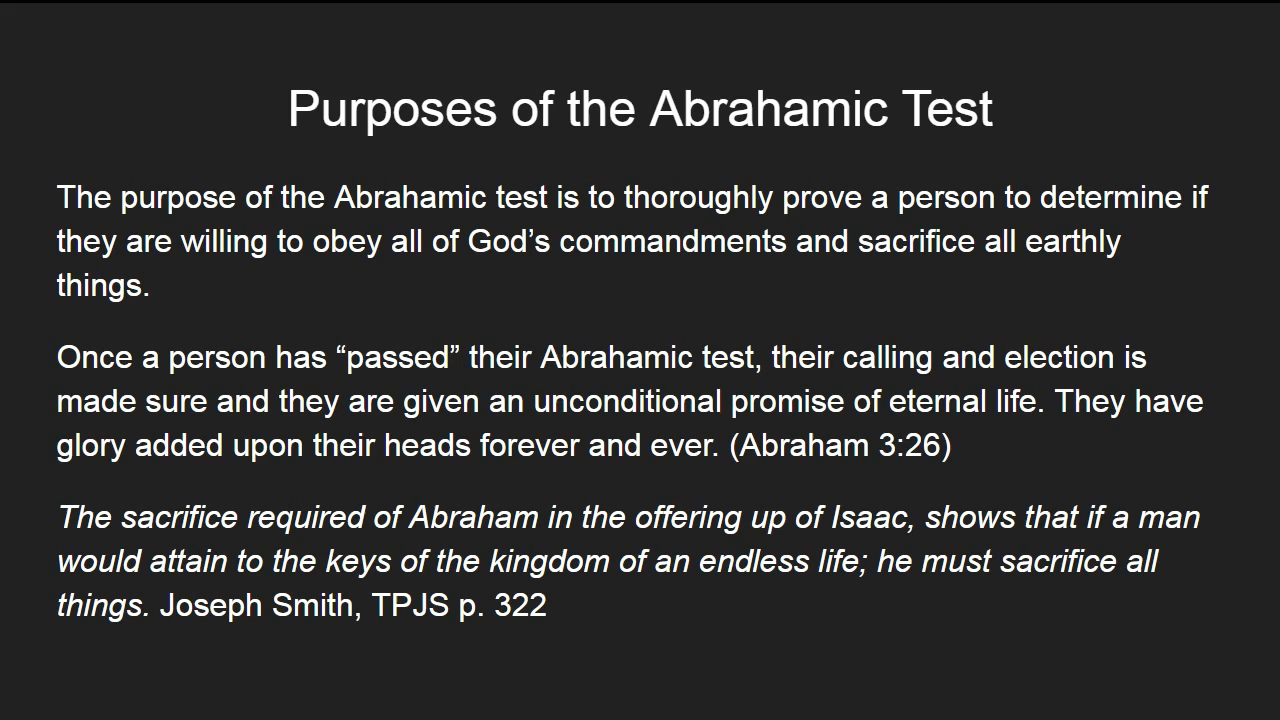 Purposes of the Abrahamic Test
The purpose of the Abrahamic test is to thoroughly prove a person to determine if
they are willing to obey all of God’s commandments and sacrifice all earthly
things.
Once a person has “passed” their Abrahamic test, their calling and election is
made sure and they are given an unconditional promise of eternal life. They have
glory added upon their heads forever and ever. (Abraham 3:26)
The sacrifice required of Abraham in the offering up of Isaac, shows that if a man
would attain to the keys of the kingdom of an endless life; he must sacrifice all
things. Joseph Smith, TPJS p. 322